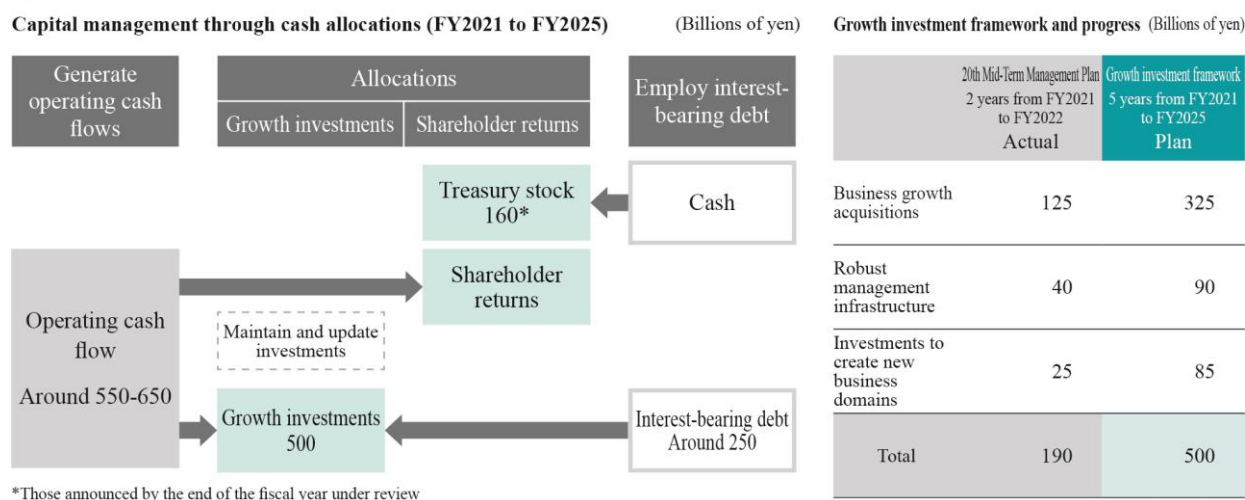 Capital management through cash allocations (FY2021 to FY2025)
(Billions of yen)
Generate
operating cash
flows
Allocations
Growth investments
Shareholder returns
Employ interest-
bearing debt
Treasury stock
160*
Cash
Shareholder
returns
Operating cash
flow
Around 550-650
Maintain and update
investments
Growth investments
500
Interest-bearing debt
Around 250
*Those announced by the end of the fiscal year under review
Growth investment framework and progress (Billions of yen)
20th Mid-Term Management Plan
2 years from FY2021
to FY2022
Actual
Growth investment framework
5 years from FY2021
to FY2025
Plan
Business growth
acquisitions
125
325
Robust
management
infrastructure
40
90
Investments to
create new
business
domains
25
85
Total
190
500